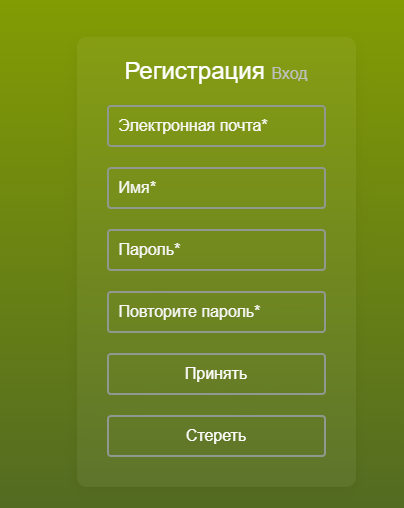 Регистрация Вход
Электронная почта*
Имя*
Пароль*
Повторите пароль*
Принять
Стереть